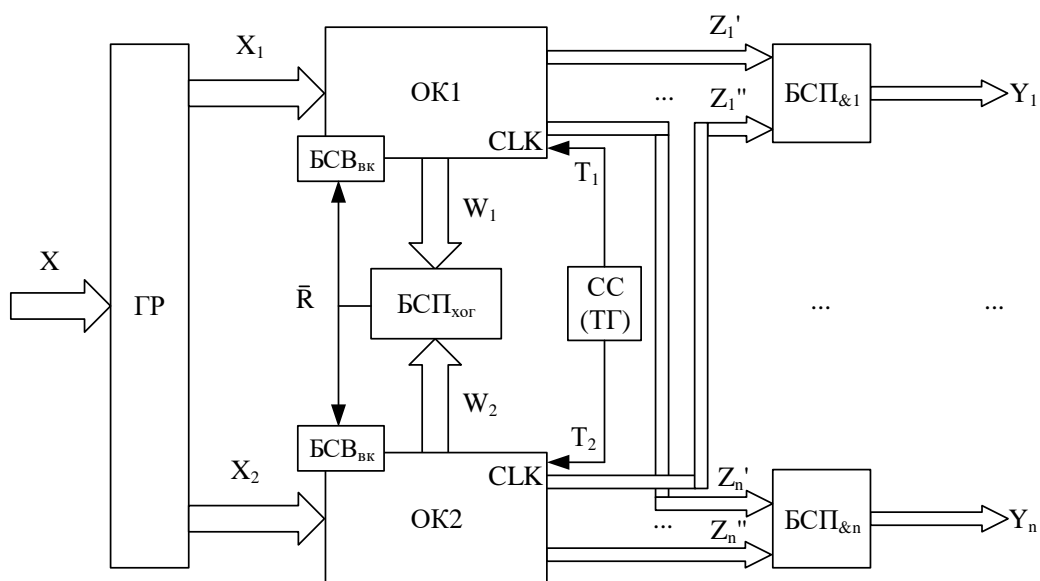 X₁
Z₁'
ОК1
...
Z₁''
БСП&1
Y₁
CLK
БСВвк
T₁
W₁
X
ГР
R̄
БСПxor
СС
(ТГ)
...
...
W₂
БСВвк
T₂
X₂
CLK
Zₙ'
ОК2
...
Zₙ''
БСП&n
Yₙ